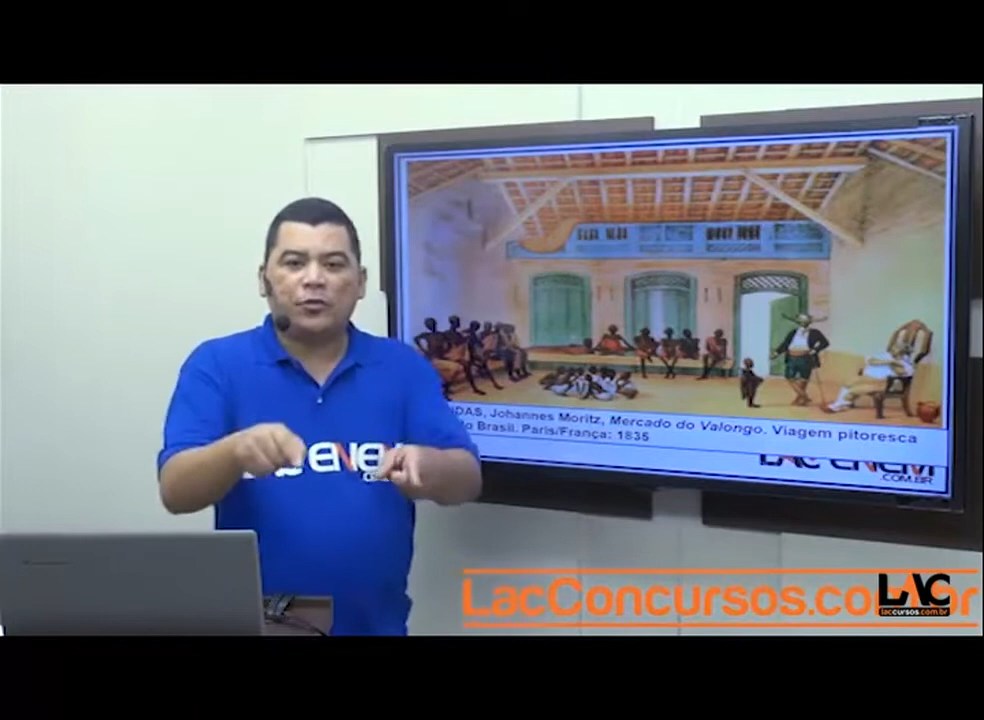 DAS, Johannes Moritz, Mercado do Valongo. Viagem pitoresca
Brasil. Paris/França: 1835
LAC ENEM
.COM.BR
ENE
LacConcursos.com.br
LAC
laccursos.com.br